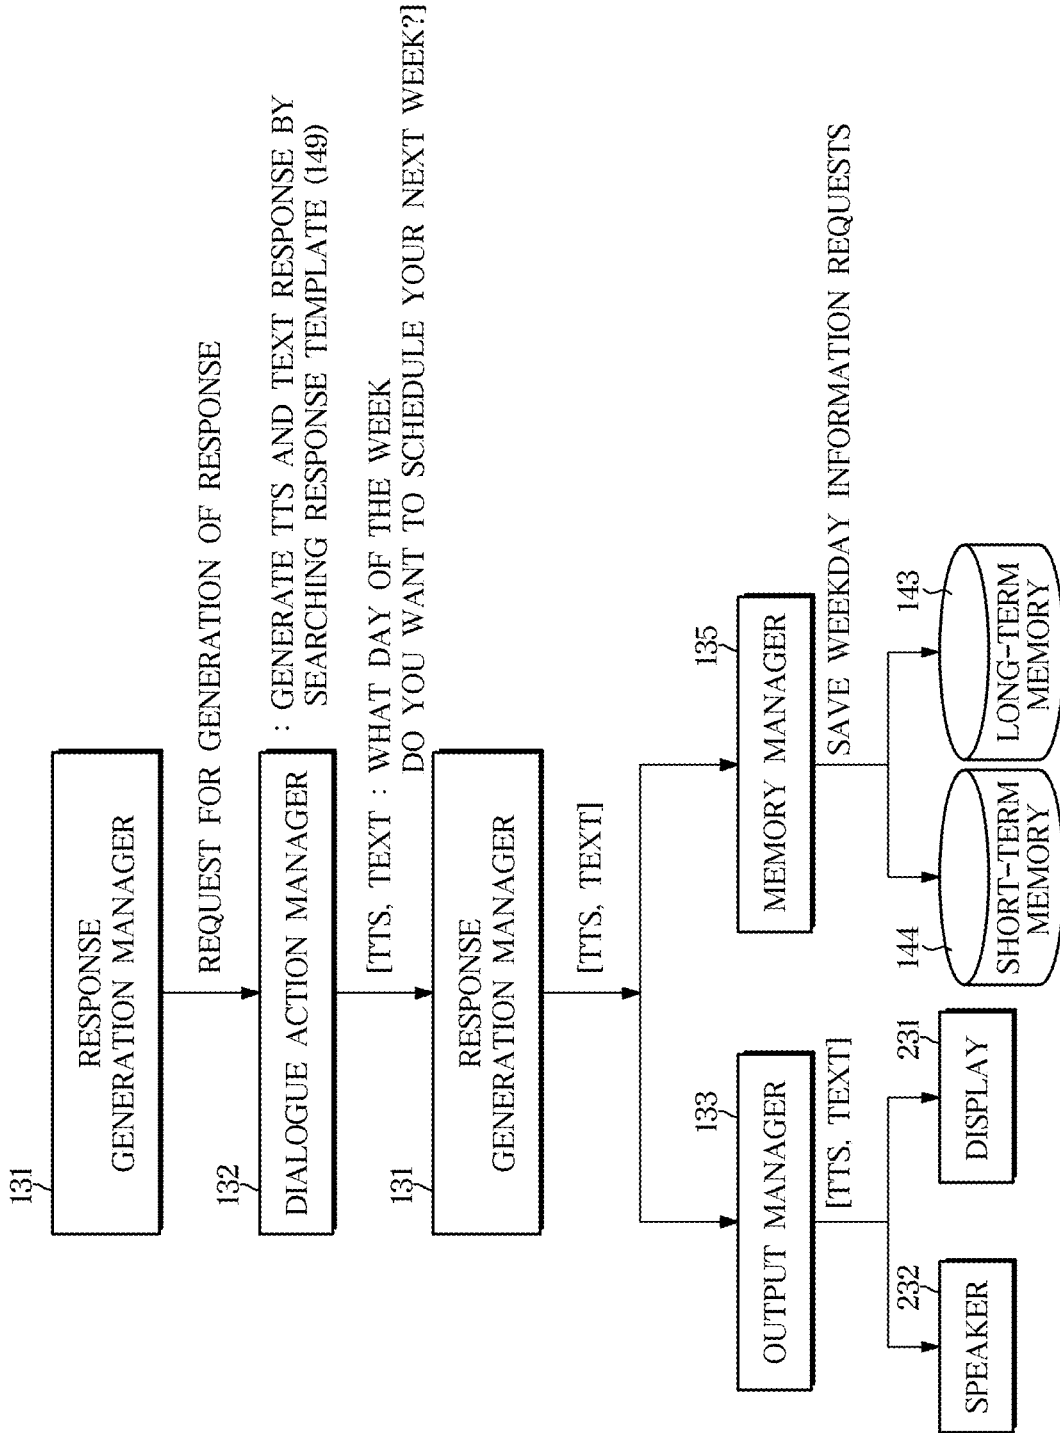 131
RESPONSE
GENERATION MANAGER
REQUEST FOR GENERATION OF RESPONSE
132
DIALOGUE ACTION MANAGER
: GENERATE TTS AND TEXT RESPONSE BY
SEARCHING RESPONSE TEMPLATE (149)
[TTS, TEXT : WHAT DAY OF THE WEEK
DO YOU WANT TO SCHEDULE YOUR NEXT WEEK?]
131
RESPONSE
GENERATION MANAGER
[TTS, TEXT]
133
OUTPUT MANAGER
[TTS, TEXT]
135
MEMORY MANAGER
SAVE WEEKDAY INFORMATION REQUESTS
232
SPEAKER
231
DISPLAY
144
SHORT-TERM
MEMORY
143
LONG-TERM
MEMORY